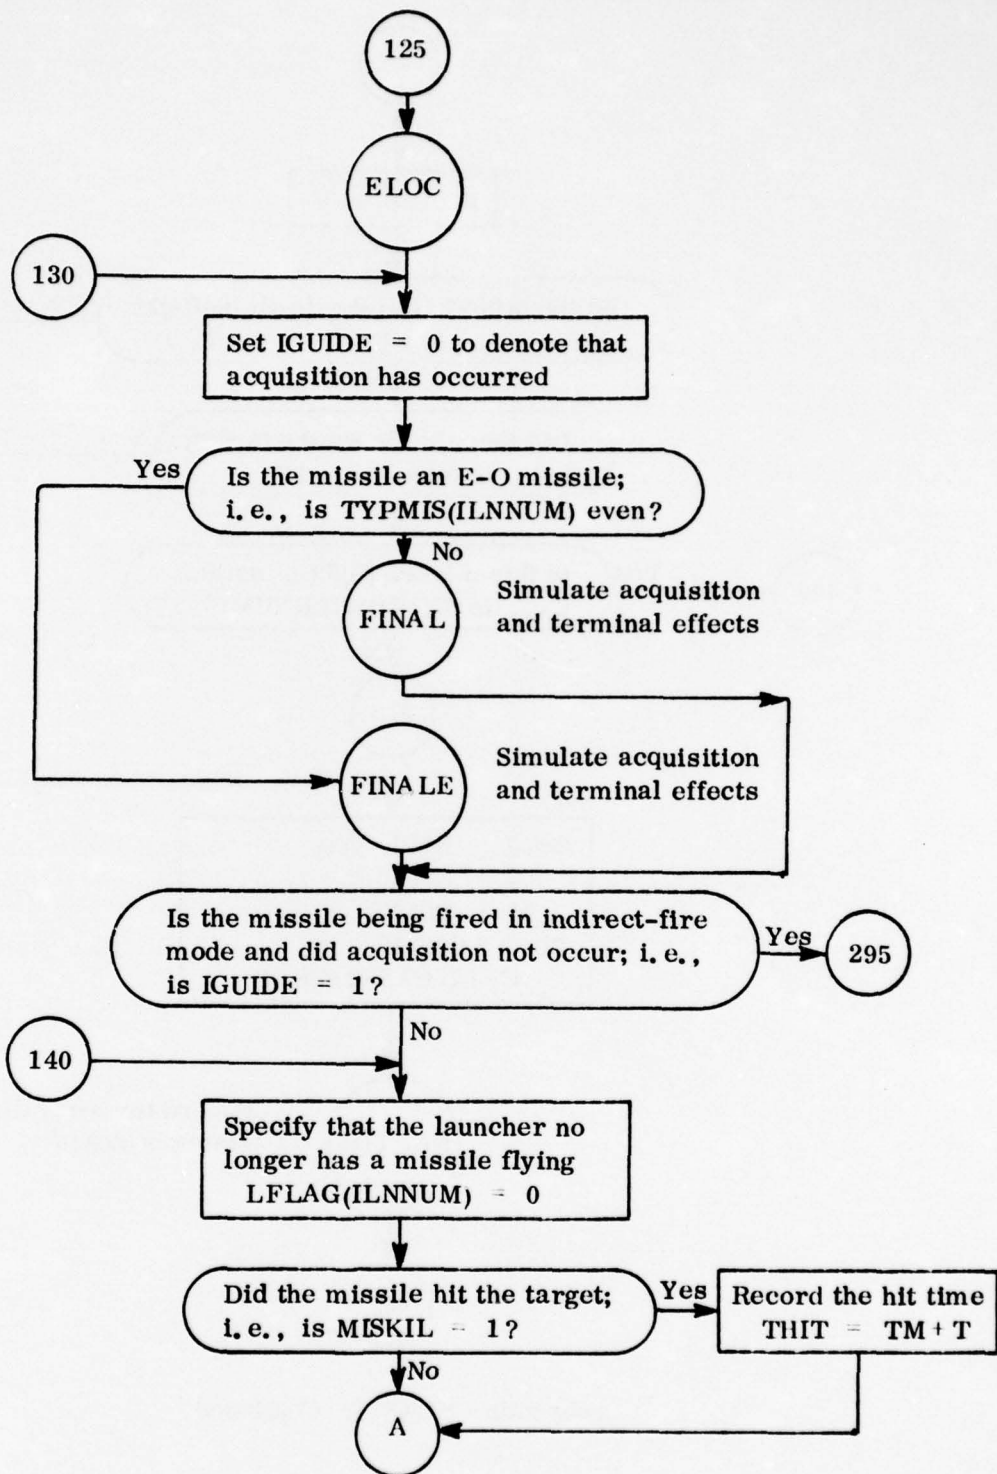 125
ELOC
130
Set IGUIDE = 0 to denote that
acquisition has occurred
Yes
Is the missile an E-O missile;
i. e., is TYPMIS(ILNNUM) even?
No
FINAL
Simulate acquisition
and terminal effects
FINALE
Simulate acquisition
and terminal effects
Is the missile being fired in indirect-fire
mode and did acquisition not occur; i. e.,
is IGUIDE = 1?
Yes
295
No
140
Specify that the launcher no
longer has a missile flying
LFLAG(ILNNUM) = 0
Did the missile hit the target;
i. e., is MISKIL = 1?
Yes
Record the hit time
THIT = TM + T
No
A